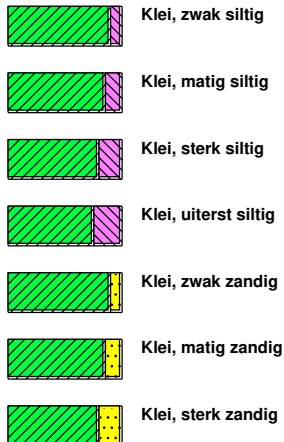 Klei, zwak siltig
Klei, matig siltig
Klei, sterk siltig
Klei, uiterst siltig
Klei, zwak zandig
Klei, matig zandig
Klei, sterk zandig